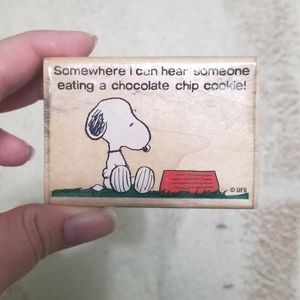 Somewhere I can hear someone
eating a chocolate chip cookie!
© UFS